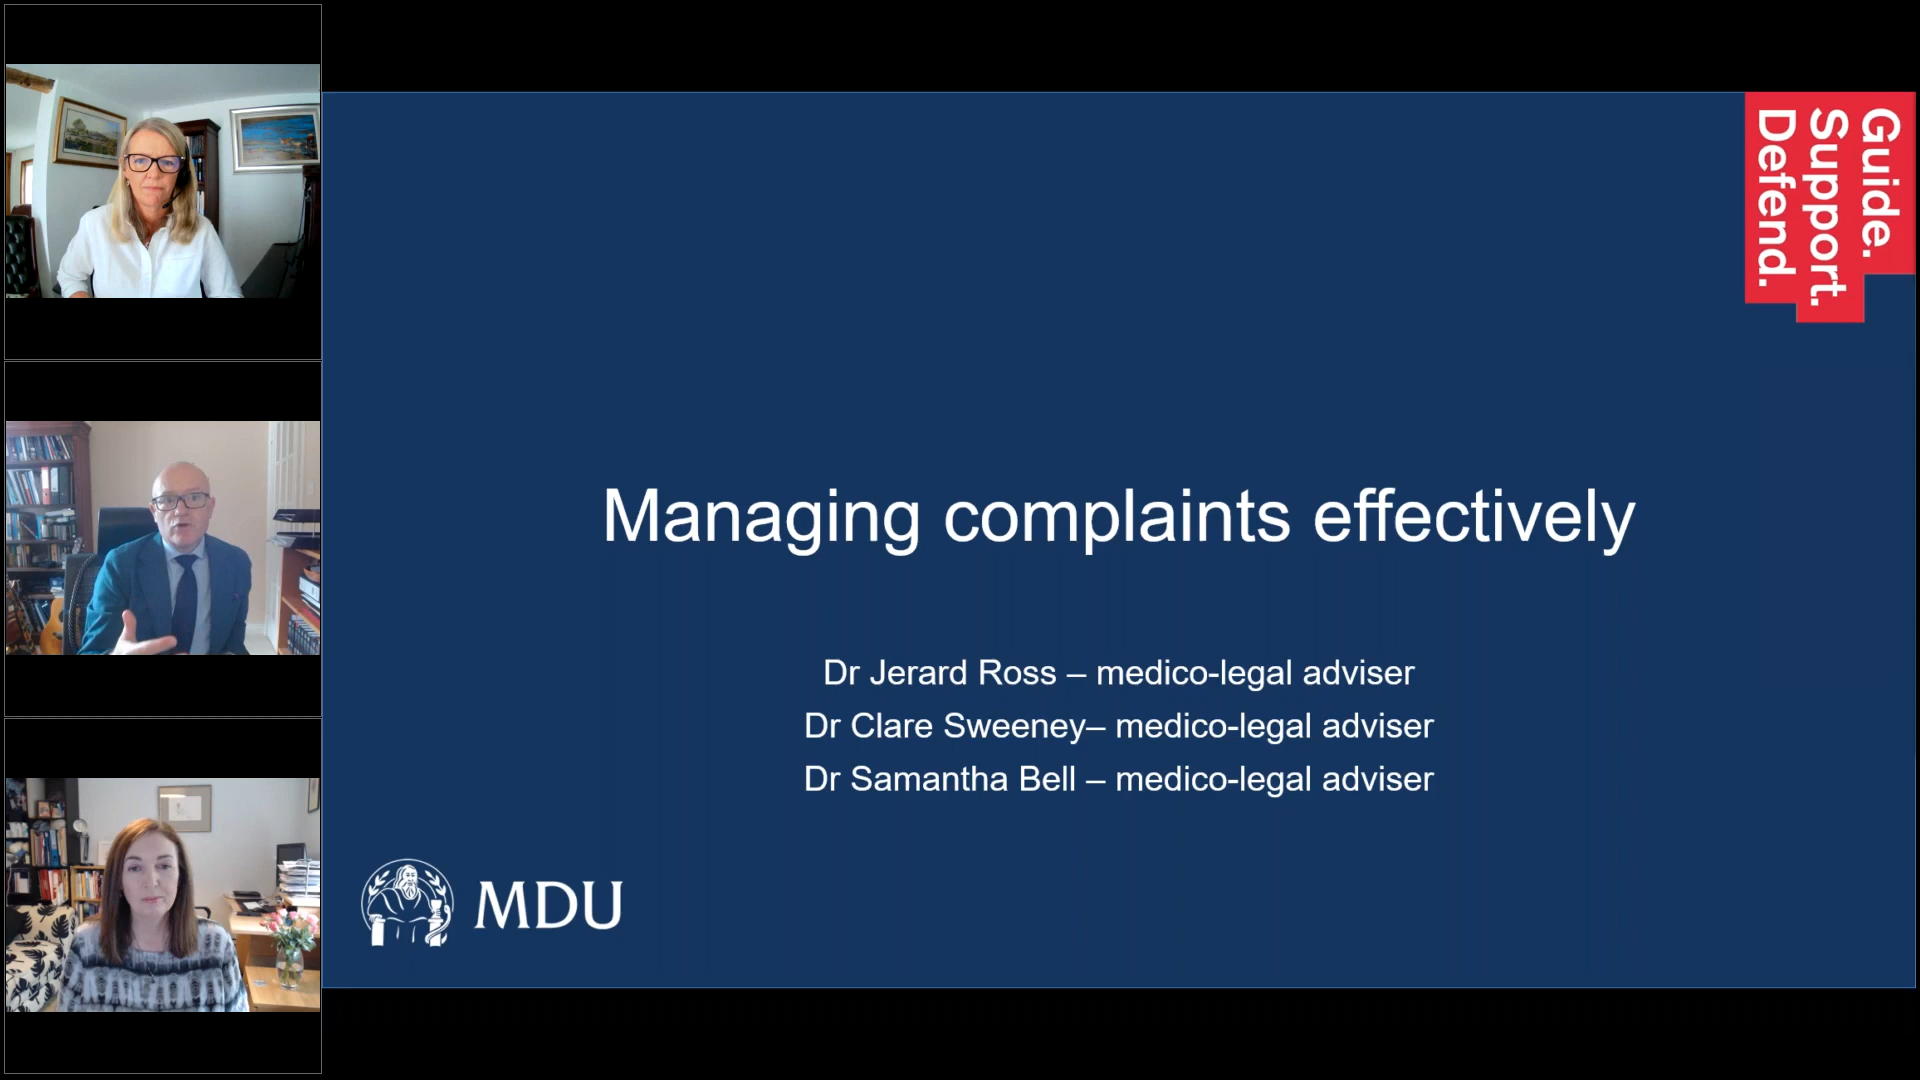 Guide.
Support.
Defend.
Managing complaints effectively
Dr Jerard Ross – medico-legal adviser
Dr Clare Sweeney– medico-legal adviser
Dr Samantha Bell – medico-legal adviser
MDU